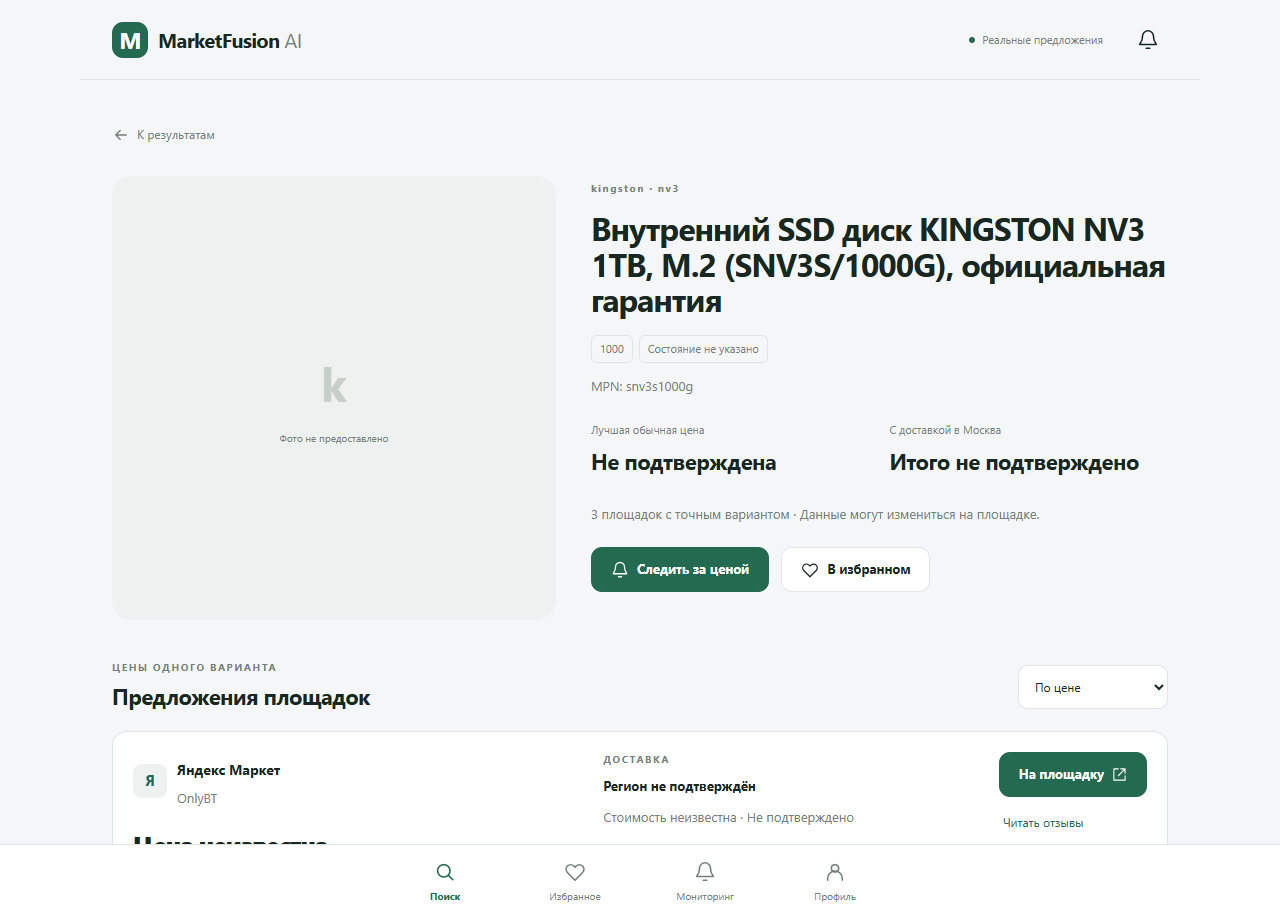 M MarketFusion AI
Реальные предложения
К результатам
k
Фото не предоставлено
kingston · nv3
Внутренний SSD диск KINGSTON NV3
1TB, M.2 (SNV3S/1000G), официальная
гарантия
1000 Состояние не указано
MPN: snv3s1000g
Лучшая обычная цена
Не подтверждена
С доставкой в Москва
Итого не подтверждено
3 площадок с точным вариантом · Данные могут измениться на площадке.
Следить за ценой
В избранном
ЦЕНЫ ОДНОГО ВАРИАНТА
Предложения площадок
По цене
Я
Яндекс Маркет
OnlyBT
Цена неизвестна
ДОСТАВКА
Регион не подтверждён
Стоимость неизвестна · Не подтверждено
На площадку
Читать отзывы
Поиск
Избранное
Мониторинг
Профиль